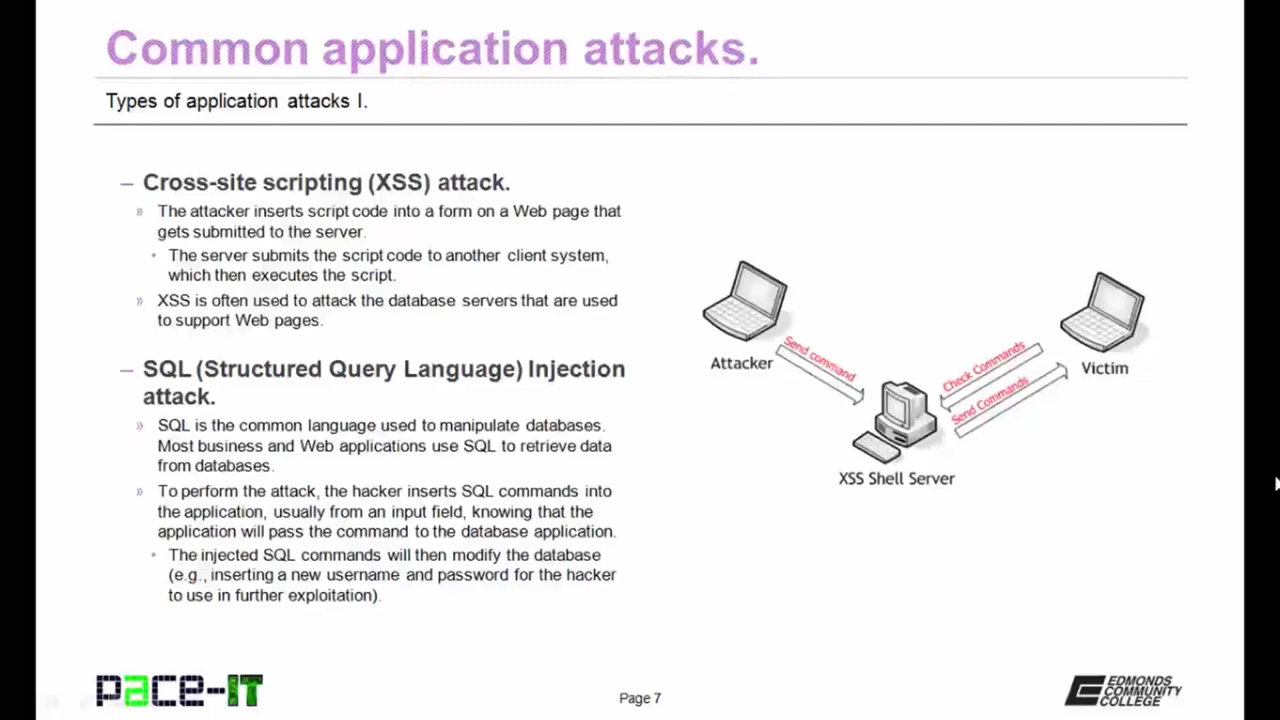 Common application attacks.
Types of application attacks I.
– Cross-site scripting (XSS) attack.
» The attacker inserts script code into a form on a Web page that
gets submitted to the server.
• The server submits the script code to another client system,
which then executes the script.
» XSS is often used to attack the database servers that are used
to support Web pages.
– SQL (Structured Query Language) Injection
attack.
» SQL is the common language used to manipulate databases.
Most business and Web applications use SQL to retrieve data
from databases.
» To perform the attack, the hacker inserts SQL commands into
the application, usually from an input field, knowing that the
application will pass the command to the database application.
• The injected SQL commands will then modify the database
(e.g., inserting a new username and password for the hacker
to use in further exploitation).
Attacker
Send command
Check Commands
Send Commands
Victim
XSS Shell Server
pace-IT
Page 7
EDMONDS
COMMUNITY
COLLEGE